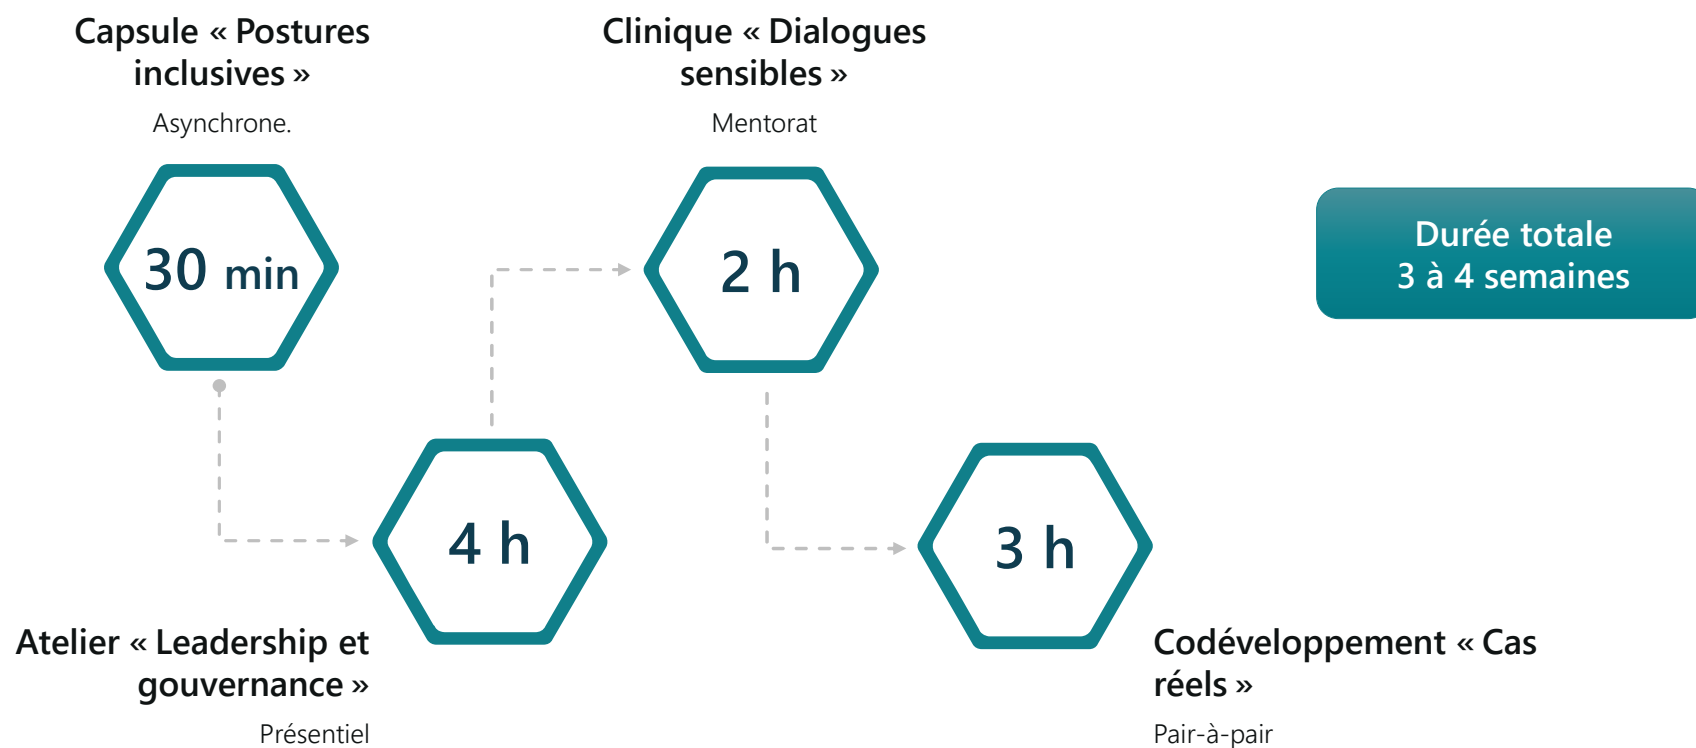 Capsule « Postures
inclusives »
Asynchrone.
30 min
Atelier « Leadership et
gouvernance »
Présentiel
4 h
Clinique « Dialogues
sensibles »
Mentorat
2 h
Codéveloppement « Cas
réels »
Pair-à-pair
3 h
Durée totale
3 à 4 semaines